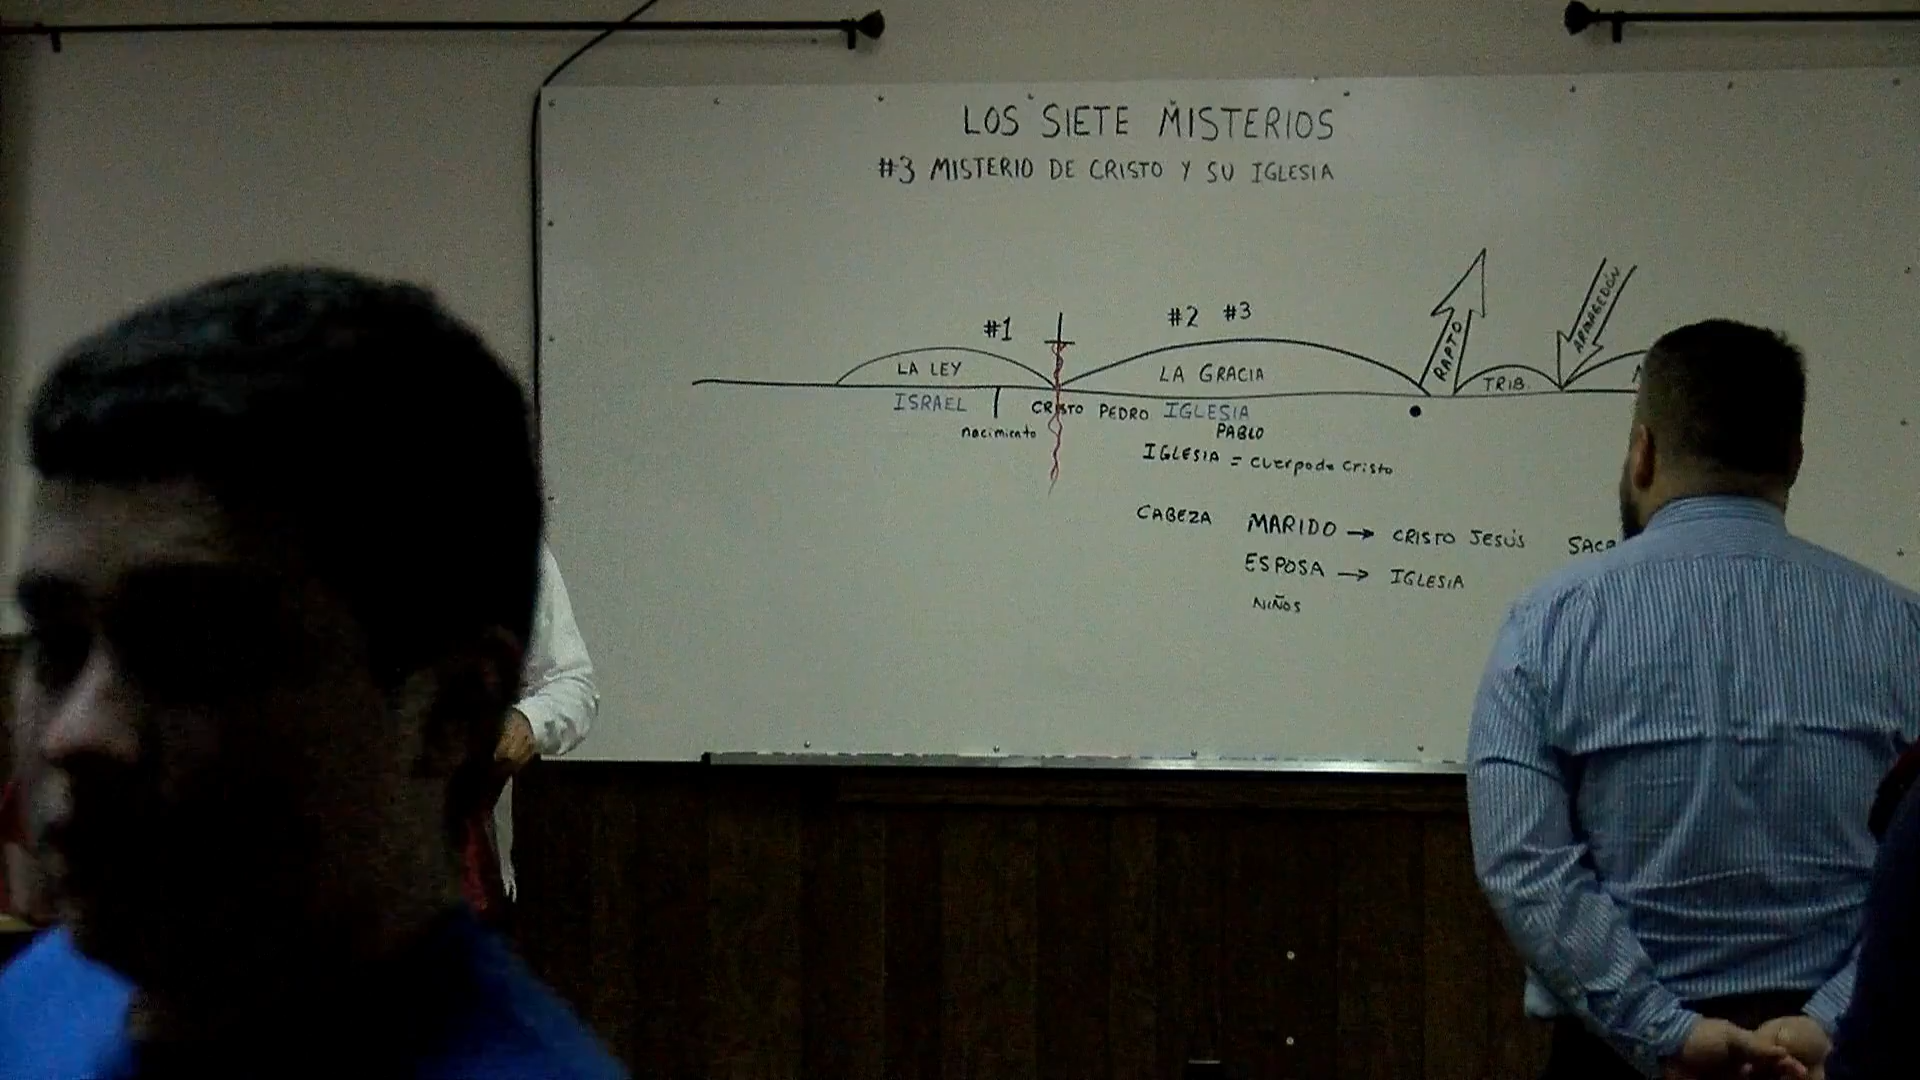 LOS SIETE MISTERIOS
#3 MISTERIO DE CRISTO Y SU IGLESIA
#1 #2 #3
LA LEY LA GRACIA RAPTO TRIB. ARMAGEDÓN
ISRAEL CRISTO PEDRO IGLESIA
nacimiento PABLO
IGLESIA = cuerpo de Cristo
CABEZA MARIDO → CRISTO JESÚS
ESPOSA → IGLESIA
NIÑOS